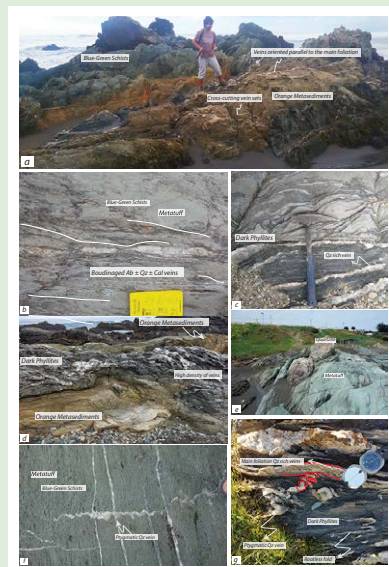 Blue-Green Schists
Veins oriented parallel to the main foliation
Cross-cutting vein sets
Orange Metasediments
a
Blue-Green Schists
Metatuff
Boudinaged Ab ± Qz ± Cal veins
b
Dark Phyllites
Qz rich vein
c
Orange Metasediments
Dark Phyllites
High density of veins
Orange Metasediments
d
Metatuff
e
Metatuff
Blue-Green Schists
Ptygmatic Qz vein
f
Main foliation Qz rich veins
Dark Phyllites
Ptygmatic Qz vein
Rootless fold
g